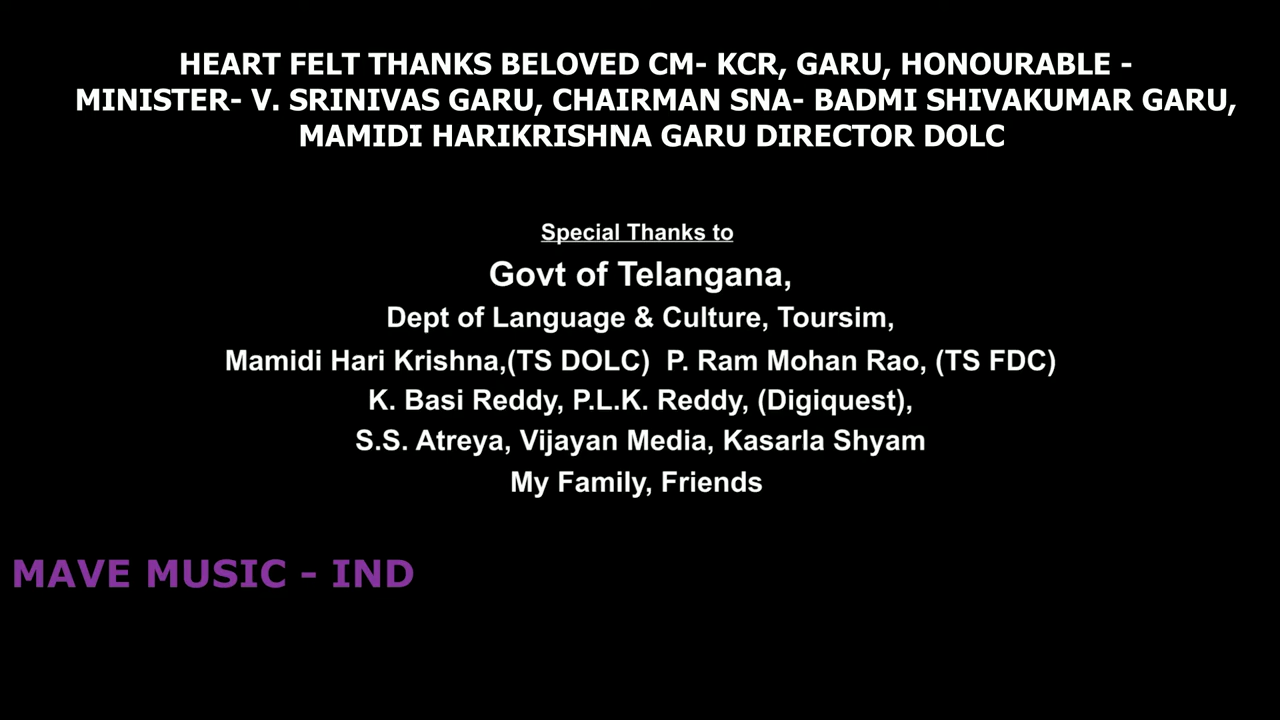 HEART FELT THANKS BELOVED CM- KCR, GARU, HONOURABLE -
MINISTER- V. SRINIVAS GARU, CHAIRMAN SNA- BADMI SHIVAKUMAR GARU,
MAMIDI HARIKRISHNA GARU DIRECTOR DOLC
Special Thanks to
Govt of Telangana,
Dept of Language & Culture, Toursim,
Mamidi Hari Krishna,(TS DOLC) P. Ram Mohan Rao, (TS FDC)
K. Basi Reddy, P.L.K. Reddy, (Digiquest),
S.S. Atreya, Vijayan Media, Kasarla Shyam
My Family, Friends
MAVE MUSIC - IND